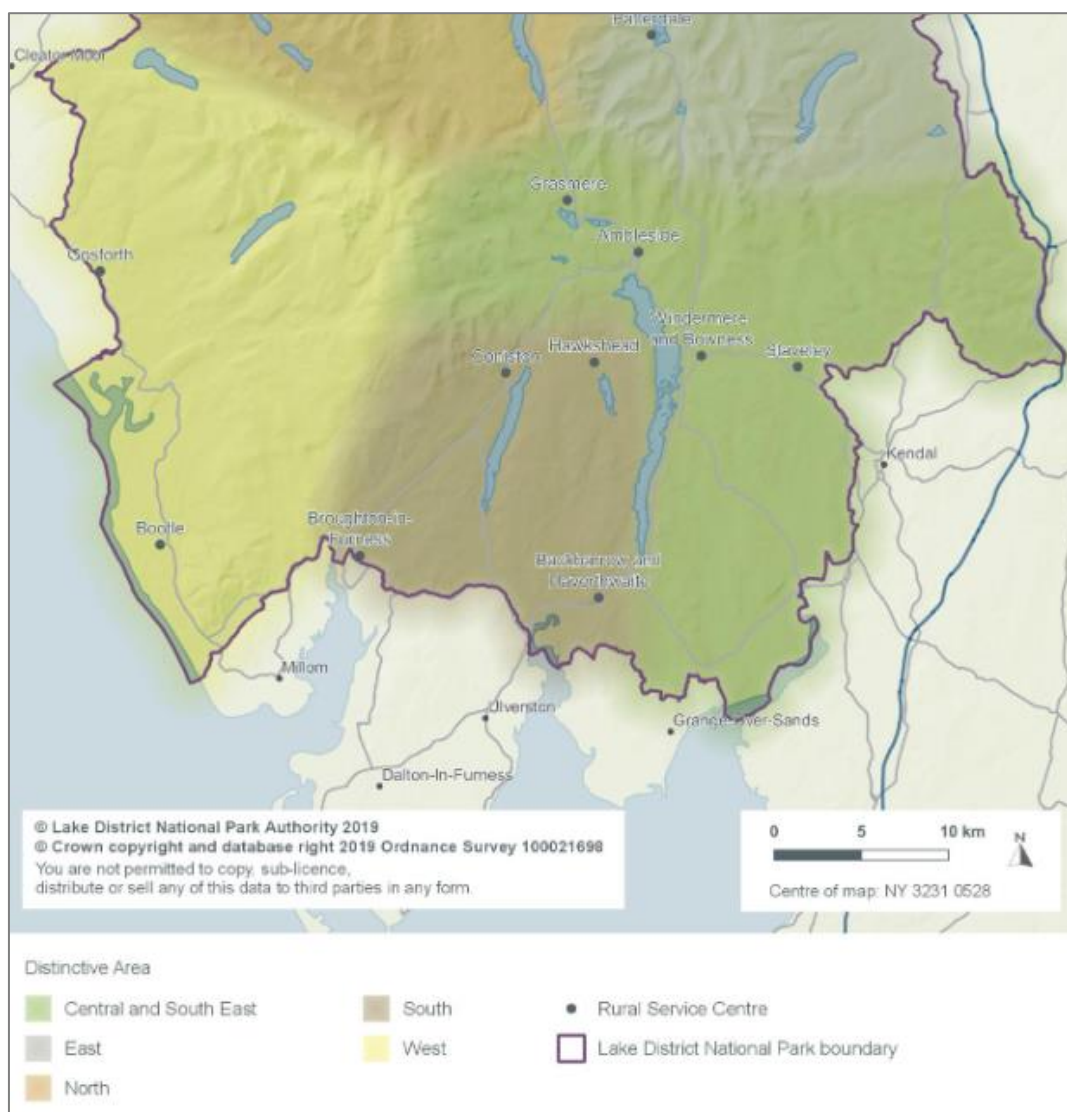 Patterdale
Cleator Moor
Grasmere
Ambleside
Gosforth
Windermere
and Bowness
Hawkshead
Coniston
Staveley
Kendal
Bootle
Broughton-in-
Furness
Backbarrow and
Haverthwaite
Millom
Ulverston
Grange-Over-Sands
Dalton-In-Furness
© Lake District National Park Authority 2019
© Crown copyright and database right 2019 Ordnance Survey 100021698
You are not permitted to copy, sub-licence,
distribute or sell any of this data to third parties in any form.
0 5 10 km
N
Centre of map: NY 3231 0528
Distinctive Area
Central and South East
South
Rural Service Centre
East
West
Lake District National Park boundary
North